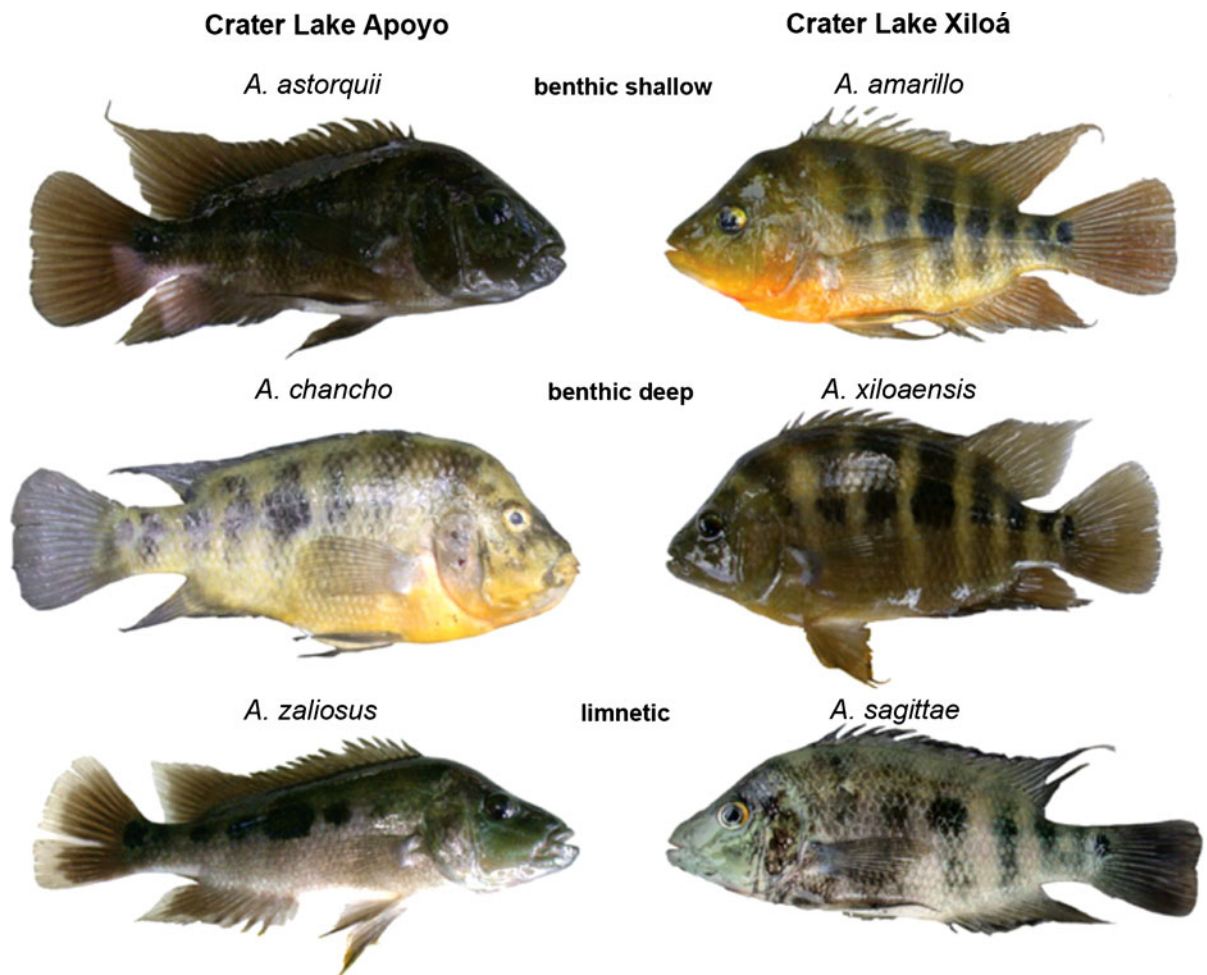 Crater Lake Apoyo
Crater Lake Xiloá
A. astorquii
benthic shallow
A. amarillo
A. chancho
benthic deep
A. xiloaensis
A. zaliosus
limnetic
A. sagittae